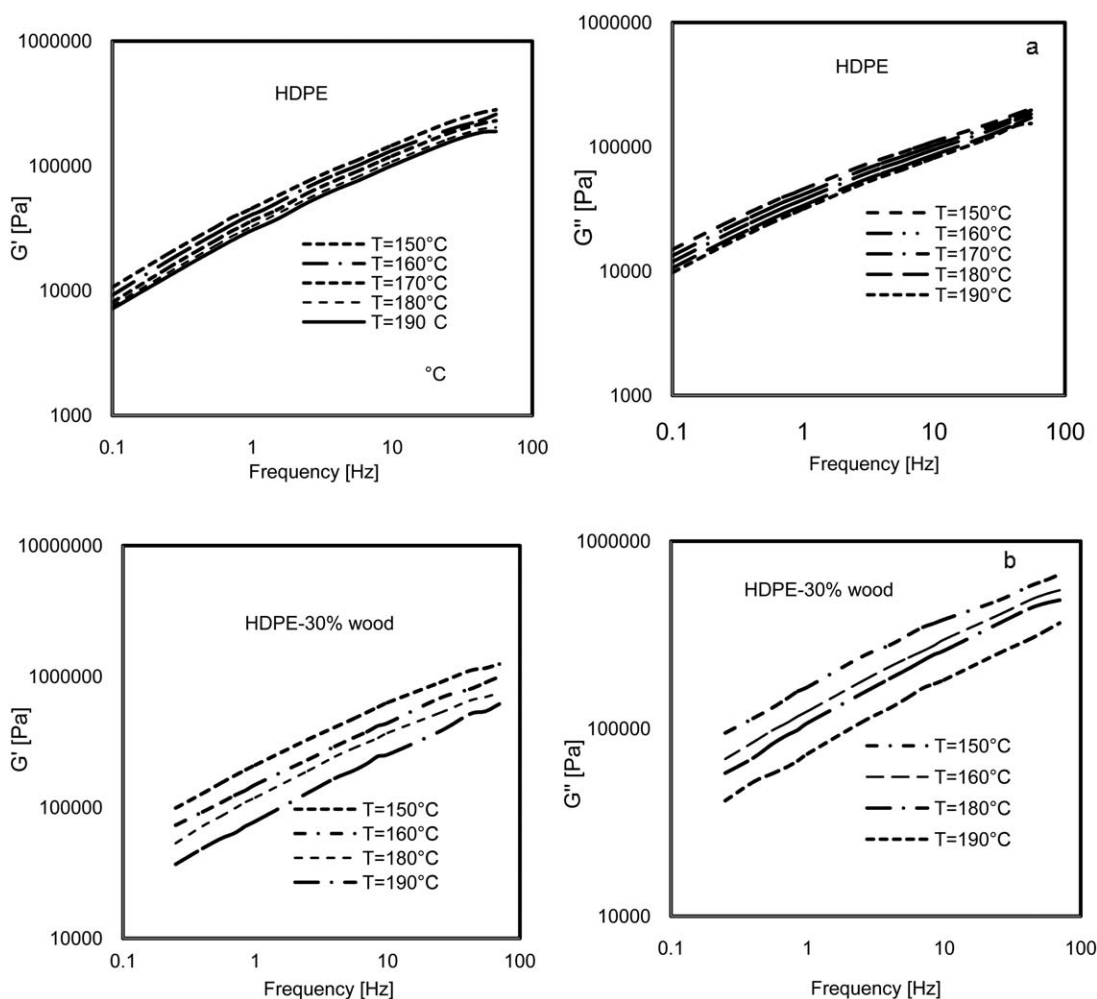 1000000
100000
10000
1000
G' [Pa]
HDPE
T=150°C
T=160°C
T=170°C
T=180°C
T=190 C
°C
0.1 1 10 100
Frequency [Hz]
a
1000000
100000
10000
1000
G'' [Pa]
HDPE
T=150°C
T=160°C
T=170°C
T=180°C
T=190°C
0.1 1 10 100
Frequency [Hz]
10000000
1000000
100000
10000
G' [Pa]
HDPE-30% wood
T=150°C
T=160°C
T=180°C
T=190°C
0.1 1 10 100
Frequency [Hz]
b
1000000
100000
10000
G'' [Pa]
HDPE-30% wood
T=150°C
T=160°C
T=180°C
T=190°C
0.1 1 10 100
Frequency [Hz]